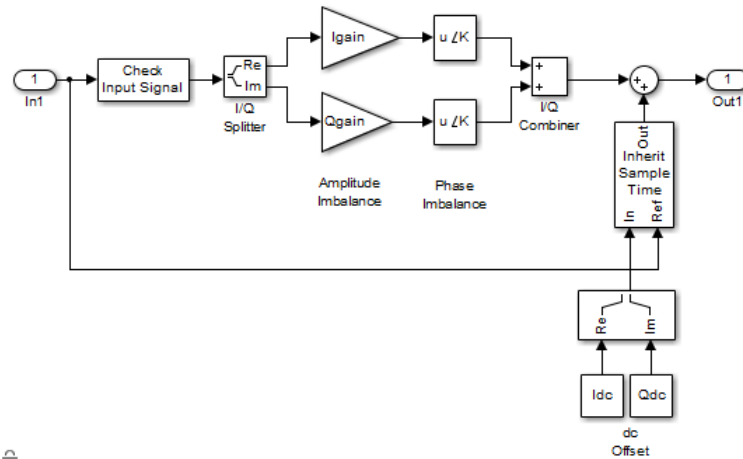 1
In1
Check
Input Signal
Re
Im
I/Q
Splitter
Igain
Qgain
Amplitude
Imbalance
u∠K
u∠K
Phase
Imbalance
+
+
I/Q
Combiner
+
+
1
Out1
Out
Inherit
Sample
Time
In
Ref
Re
Im
Idc
Qdc
dc
Offset